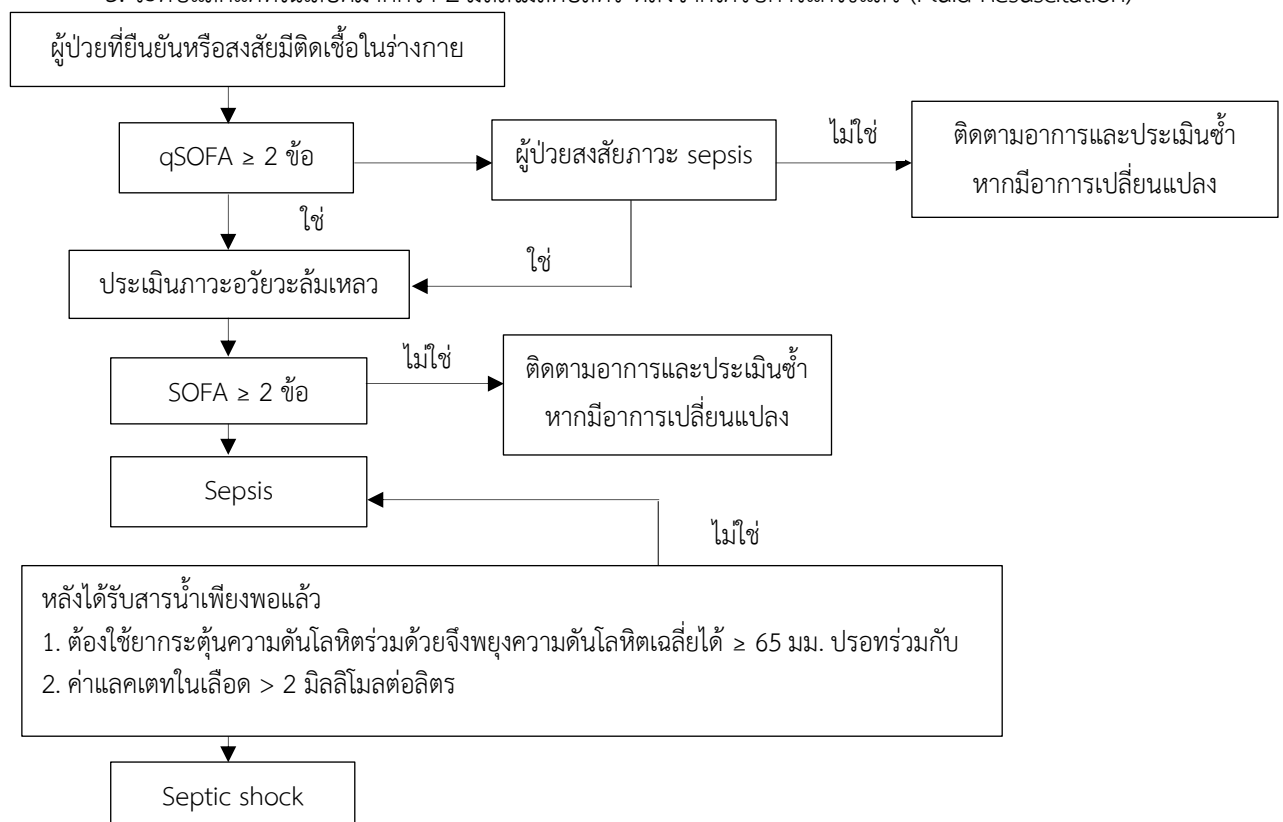 (Fluid Resuscitation)
ผู้ป่วยที่ยืนยันหรือสงสัยมีติดเชื้อในร่างกาย
qSOFA ≥ 2 ข้อ
ผู้ป่วยสงสัยภาวะ sepsis
ไม่ใช่
ติดตามอาการและประเมินซ้ำ
หากมีอาการเปลี่ยนแปลง
ใช่
ใช่
ประเมินภาวะอวัยวะล้มเหลว
SOFA ≥ 2 ข้อ
ไม่ใช่
ติดตามอาการและประเมินซ้ำ
หากมีอาการเปลี่ยนแปลง
Sepsis
ไม่ใช่
หลังได้รับสารน้ำเพียงพอแล้ว
1. ต้องใช้ยากระตุ้นความดันโลหิตร่วมด้วยจึงพยุงความดันโลหิตเฉลี่ยได้ ≥ 65 มม. ปรอทร่วมกับ
2. ค่าแลคเตทในเลือด > 2 มิลลิโมลต่อลิตร
Septic shock